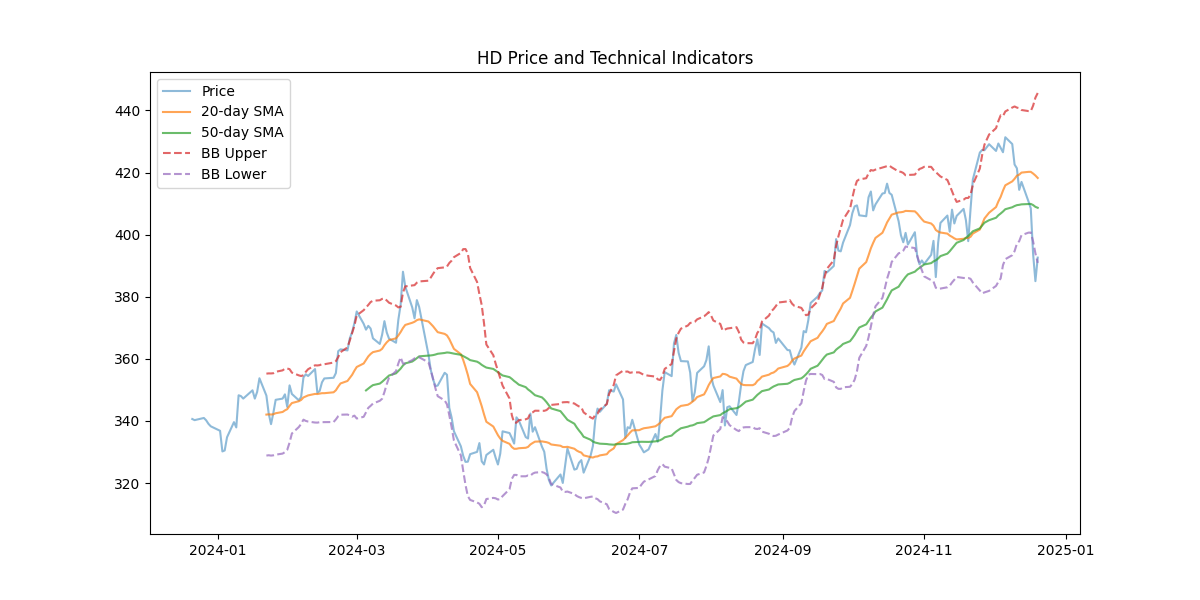 HD Price and Technical Indicators
Price
20-day SMA
50-day SMA
BB Upper
BB Lower
440
420
400
380
360
340
320
2024-01 2024-03 2024-05 2024-07 2024-09 2024-11 2025-01